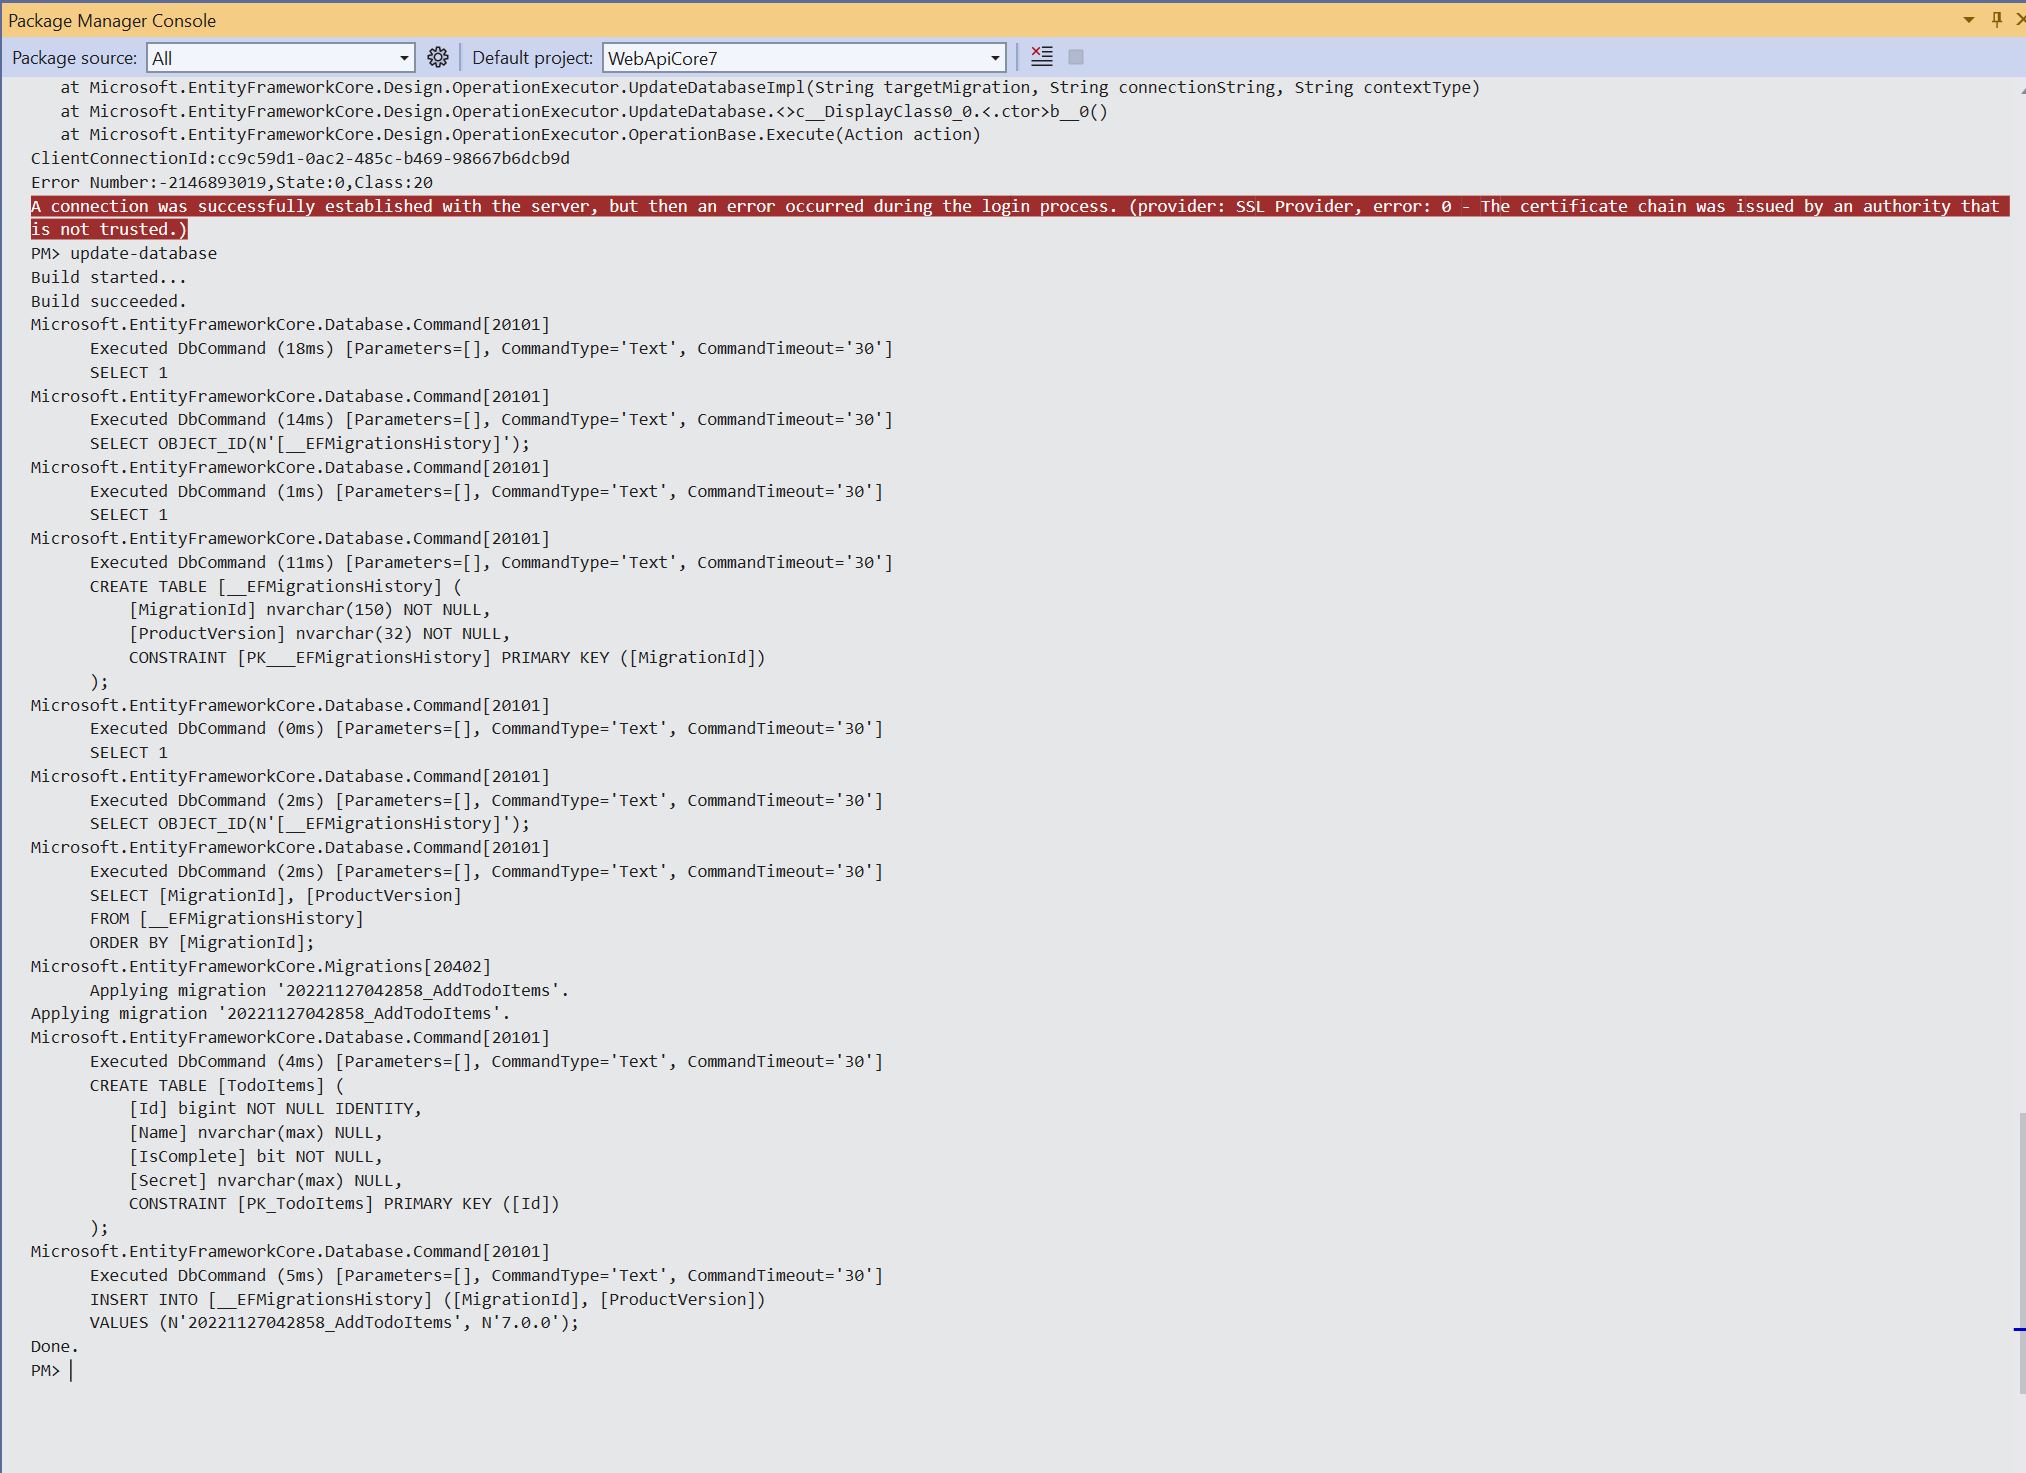 Package Manager Console
Package source: All Default project: WebApiCore7
at Microsoft.EntityFrameworkCore.Design.OperationExecutor.UpdateDatabaseImpl(String targetMigration, String connectionString, String contextType)
at Microsoft.EntityFrameworkCore.Design.OperationExecutor.UpdateDatabase.<>c__DisplayClass0_0.<.ctor>b__0()
at Microsoft.EntityFrameworkCore.Design.OperationExecutor.OperationBase.Execute(Action action)
ClientConnectionId:cc9c59d1-0ac2-485c-b469-98667b6dcb9d
Error Number:-2146893019,State:0,Class:20
A connection was successfully established with the server, but then an error occurred during the login process. (provider: SSL Provider, error: 0 - The certificate chain was issued by an authority that
is not trusted.)
PM> update-database
Build started...
Build succeeded.
Microsoft.EntityFrameworkCore.Database.Command[20101]
Executed DbCommand (18ms) [Parameters=[], CommandType='Text', CommandTimeout='30']
SELECT 1
Microsoft.EntityFrameworkCore.Database.Command[20101]
Executed DbCommand (14ms) [Parameters=[], CommandType='Text', CommandTimeout='30']
SELECT OBJECT_ID(N'[__EFMigrationsHistory]');
Microsoft.EntityFrameworkCore.Database.Command[20101]
Executed DbCommand (1ms) [Parameters=[], CommandType='Text', CommandTimeout='30']
SELECT 1
Microsoft.EntityFrameworkCore.Database.Command[20101]
Executed DbCommand (11ms) [Parameters=[], CommandType='Text', CommandTimeout='30']
CREATE TABLE [__EFMigrationsHistory] (
[MigrationId] nvarchar(150) NOT NULL,
[ProductVersion] nvarchar(32) NOT NULL,
CONSTRAINT [PK___EFMigrationsHistory] PRIMARY KEY ([MigrationId])
);
Microsoft.EntityFrameworkCore.Database.Command[20101]
Executed DbCommand (0ms) [Parameters=[], CommandType='Text', CommandTimeout='30']
SELECT 1
Microsoft.EntityFrameworkCore.Database.Command[20101]
Executed DbCommand (2ms) [Parameters=[], CommandType='Text', CommandTimeout='30']
SELECT OBJECT_ID(N'[__EFMigrationsHistory]');
Microsoft.EntityFrameworkCore.Database.Command[20101]
Executed DbCommand (2ms) [Parameters=[], CommandType='Text', CommandTimeout='30']
SELECT [MigrationId], [ProductVersion]
FROM [__EFMigrationsHistory]
ORDER BY [MigrationId];
Microsoft.EntityFrameworkCore.Migrations[20402]
Applying migration '20221127042858_AddTodoItems'.
Applying migration '20221127042858_AddTodoItems'.
Microsoft.EntityFrameworkCore.Database.Command[20101]
Executed DbCommand (4ms) [Parameters=[], CommandType='Text', CommandTimeout='30']
CREATE TABLE [TodoItems] (
[Id] bigint NOT NULL IDENTITY,
[Name] nvarchar(max) NULL,
[IsComplete] bit NOT NULL,
[Secret] nvarchar(max) NULL,
CONSTRAINT [PK_TodoItems] PRIMARY KEY ([Id])
);
Microsoft.EntityFrameworkCore.Database.Command[20101]
Executed DbCommand (5ms) [Parameters=[], CommandType='Text', CommandTimeout='30']
INSERT INTO [__EFMigrationsHistory] ([MigrationId], [ProductVersion])
VALUES (N'20221127042858_AddTodoItems', N'7.0.0');
Done.
PM>